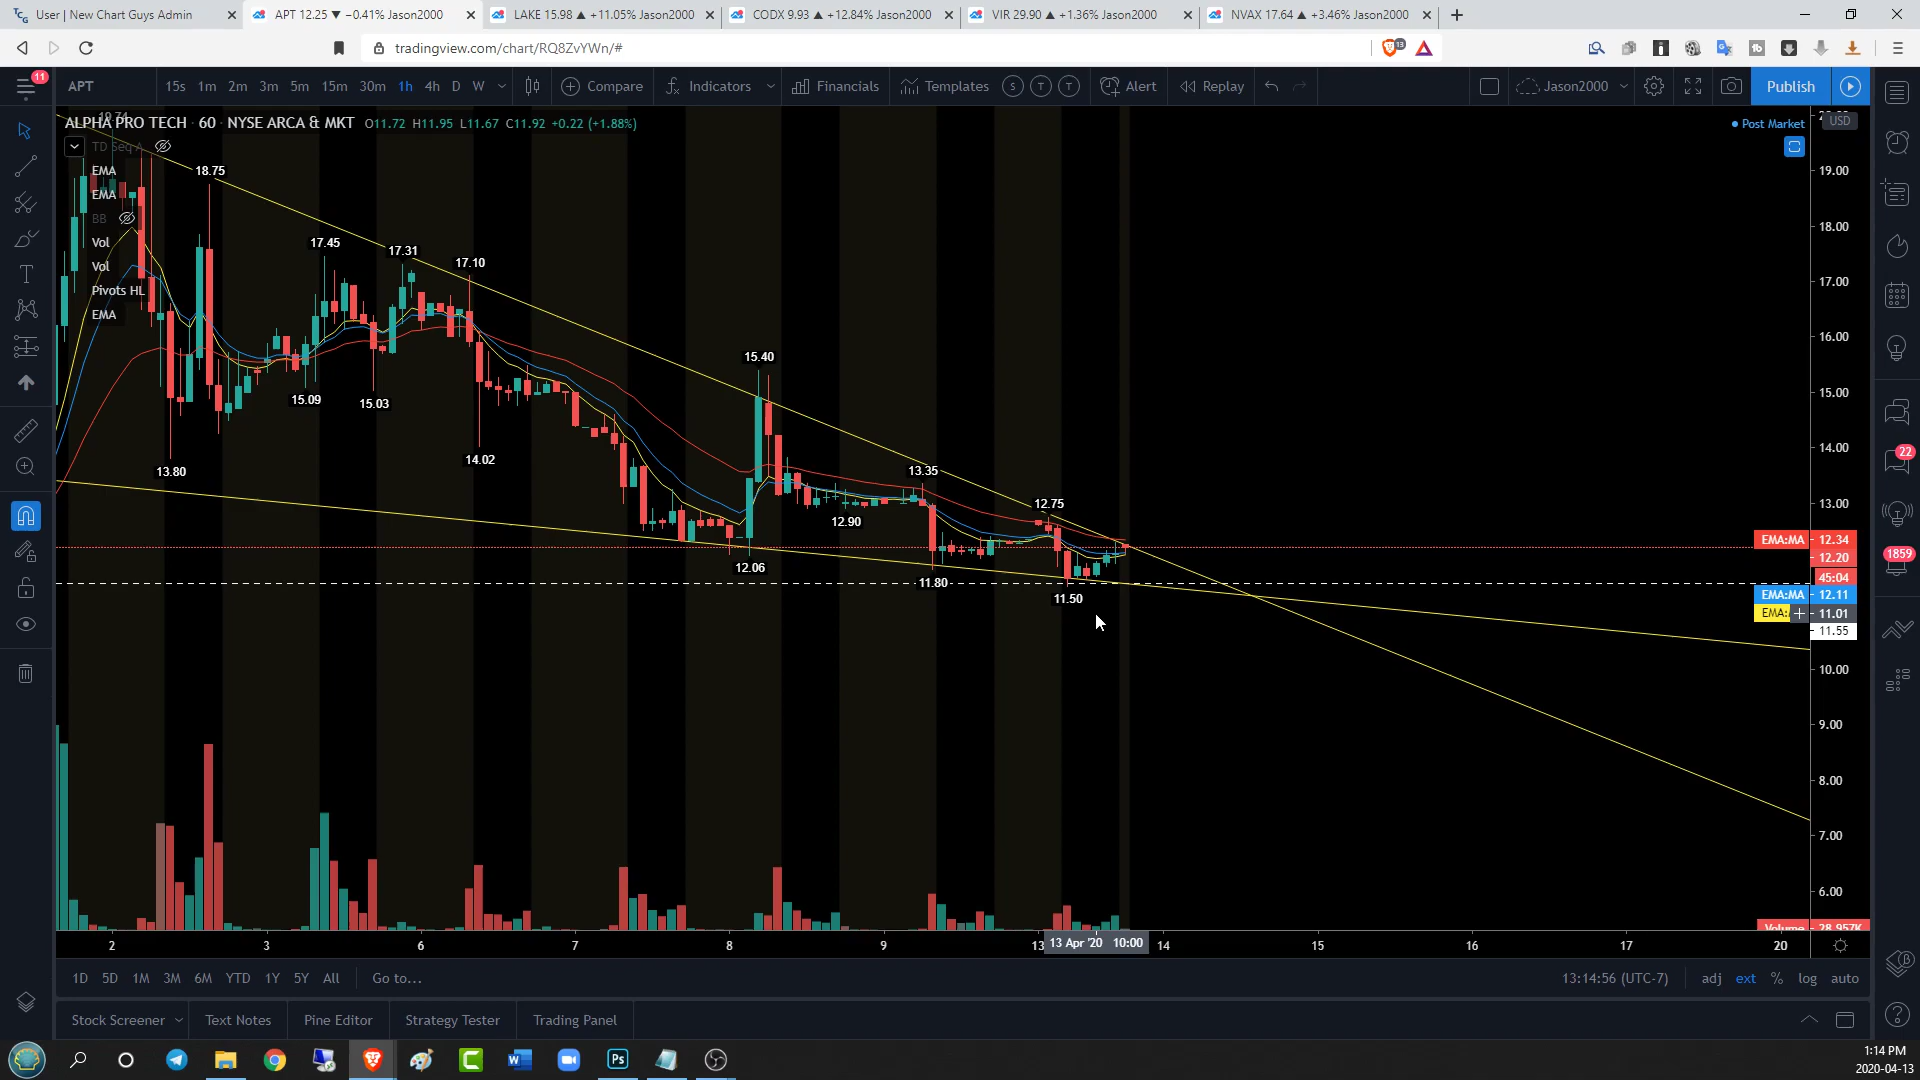 User | New Chart Guys Admin
APT 12.25 ▼ −0.41% Jason2000
LAKE 15.98 ▲ +11.05% Jason2000
CODX 9.93 ▲ +12.84% Jason2000
VIR 29.90 ▲ +1.36% Jason2000
NVAX 17.64 ▲ +3.46% Jason2000
tradingview.com/chart/RQ8ZvYWn/#
13
11
APT
15s 1m 2m 3m 5m 15m 30m 1h 4h D W
Compare
Indicators
Financials
Templates
S T T
Alert
Replay
Jason2000
Publish
ALPHA PRO TECH · 60 · NYSE ARCA & MKT O11.72 H11.95 L11.67 C11.92 +0.22 (+1.88%)
Post Market
USD
TD Seq
EMA
EMA
BB
Vol
Vol
Pivots HL
EMA
18.75
17.45
17.31
17.10
15.40
15.09
15.03
14.02
13.80
13.35
12.90
12.75
12.06
11.80
11.50
19.00
18.00
17.00
16.00
15.00
14.00
13.00
EMA:MA 12.34
12.20
45:04
EMA:MA 12.11
EMA: 11.01
11.55
10.00
9.00
8.00
7.00
6.00
Volume 28.957K
22
1859
2 3 6 7 8 9 13 14 15 16 17 20
13 Apr '20 10:00
1D 5D 1M 3M 6M YTD 1Y 5Y All Go to...
13:14:56 (UTC-7) adj ext % log auto
Stock Screener Text Notes Pine Editor Strategy Tester Trading Panel
1:14 PM
2020-04-13